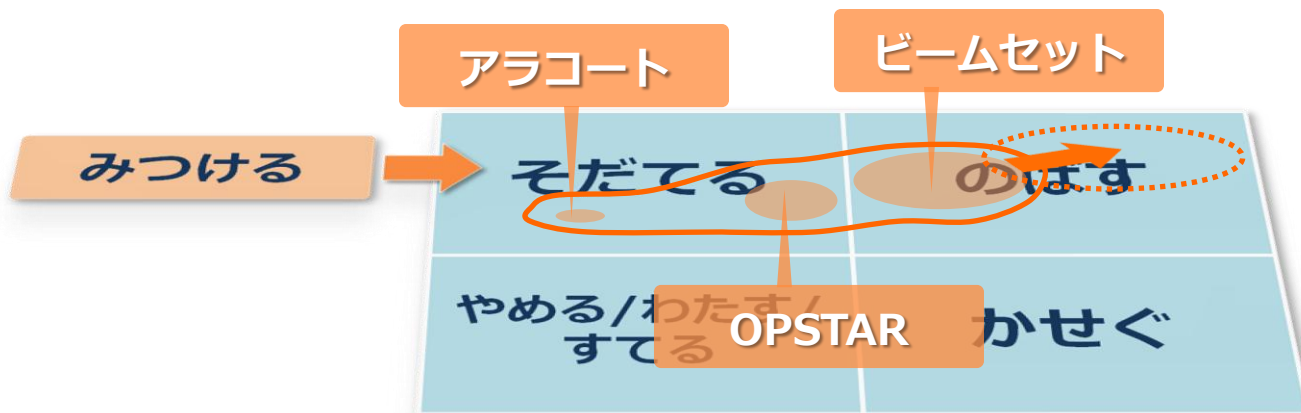 アラコート
ビームセット
みつける
そだてる
のばす
やめる/わたす/
すてる
OPSTAR
かせぐ